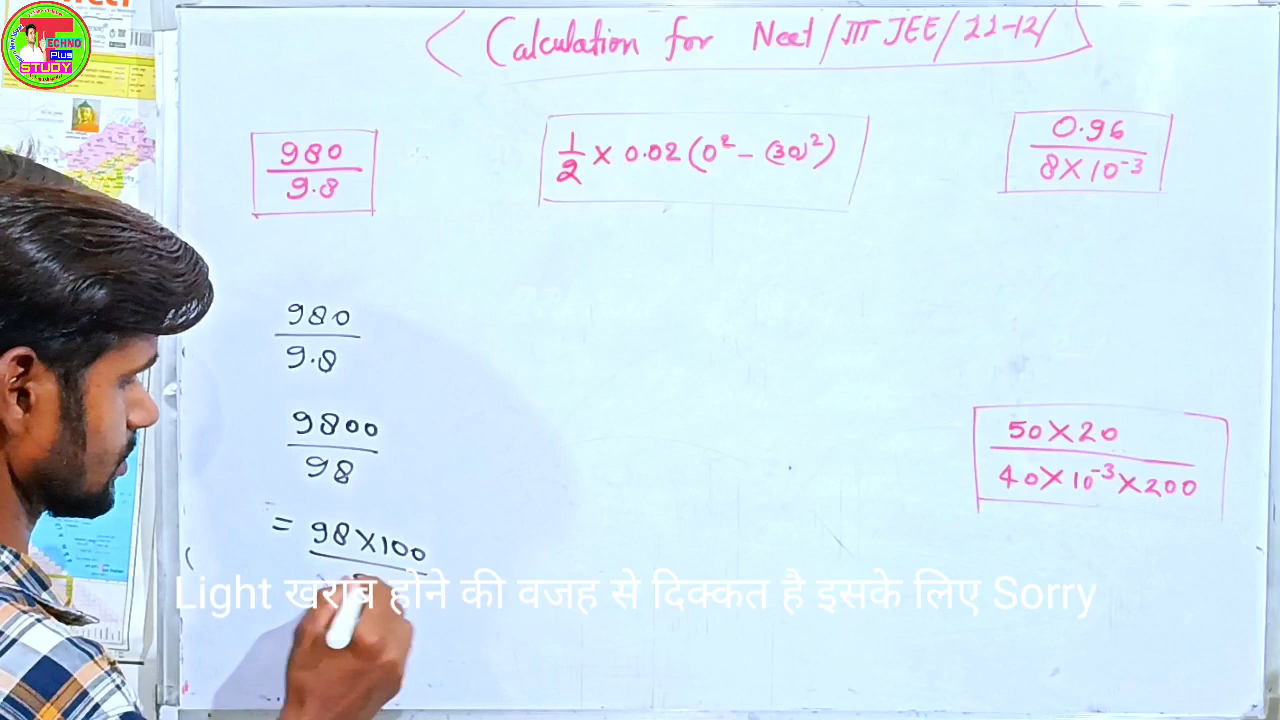 TECHNO
Plus
STUDY
Calculation for Neet/IIT JEE/11-12/
980
9.8
1/2 × 0.02 (0² - (30)²)
0.96
8×10⁻³
980
9.8
9800
98
= 98×100
50×20
40×10⁻³×200
Light खराब होने की वजह से दिक्कत है इसके लिए Sorry